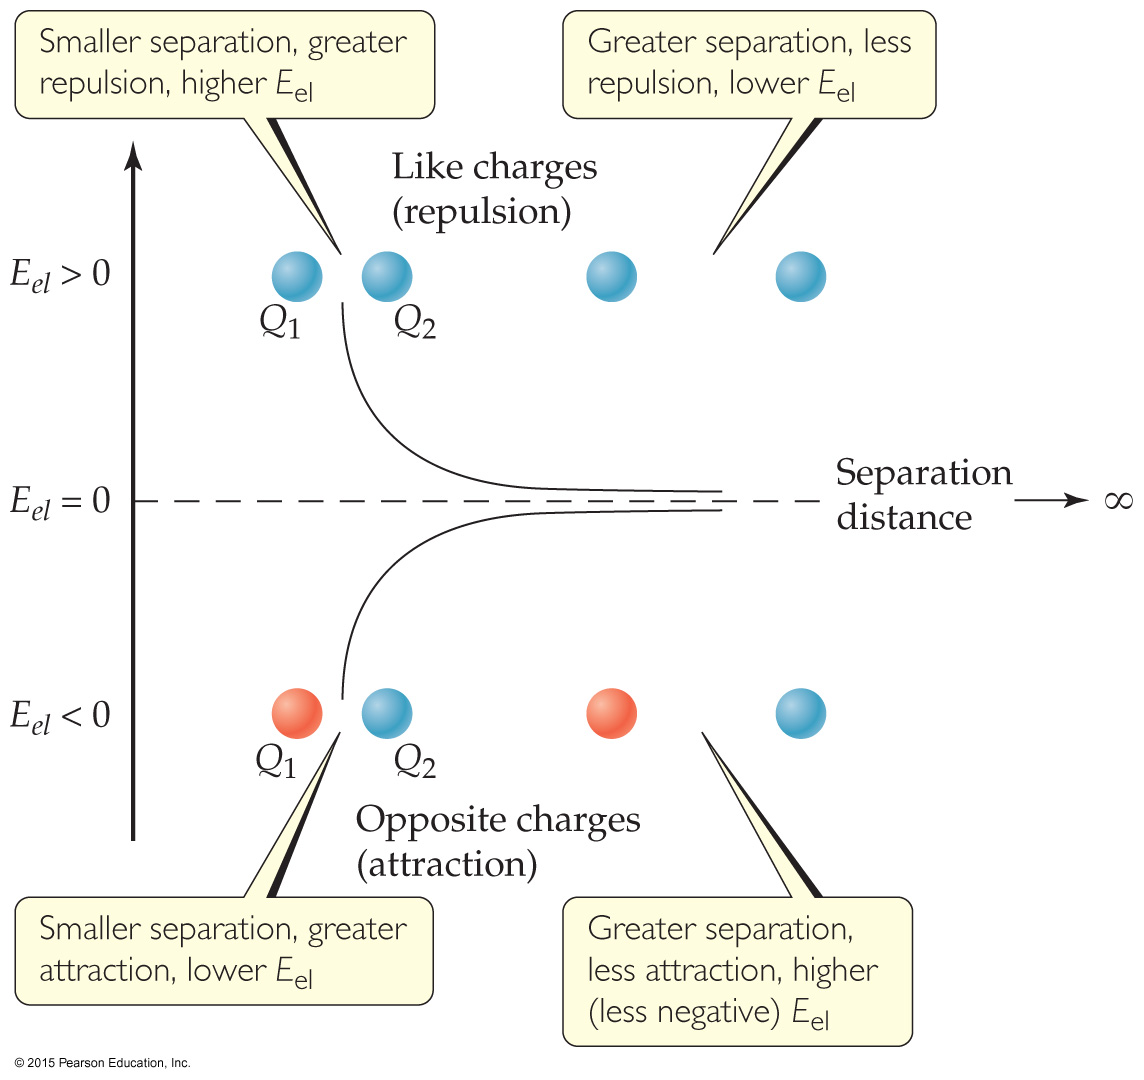 Smaller separation, greater
repulsion, higher Eel
Greater separation, less
repulsion, lower Eel
Like charges
(repulsion)
Eel > 0
Q1
Q2
Eel = 0
Separation
distance
∞
Eel < 0
Q1
Q2
Opposite charges
(attraction)
Smaller separation, greater
attraction, lower Eel
Greater separation,
less attraction, higher
(less negative) Eel
© 2015 Pearson Education, Inc.